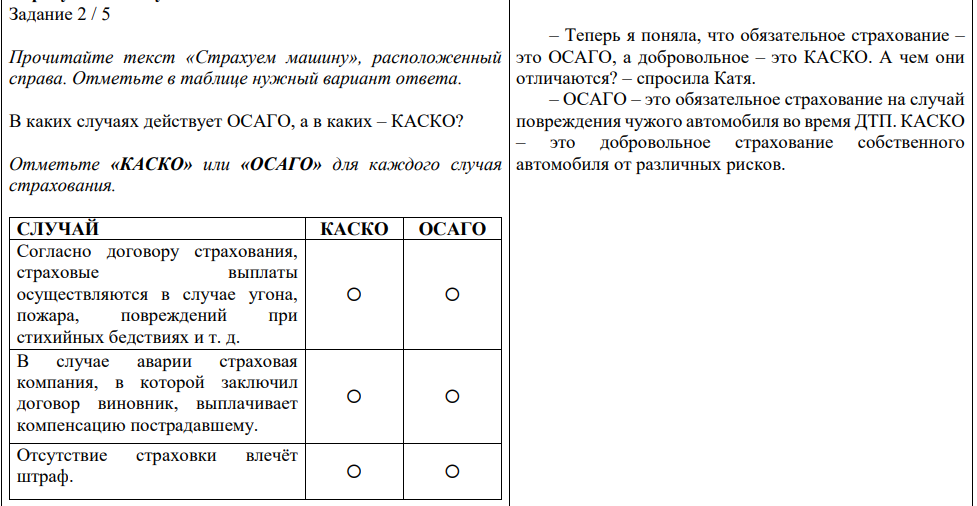 Задание 2 / 5
Прочитайте текст «Страхуем машину», расположенный
справа. Отметьте в таблице нужный вариант ответа.
В каких случаях действует ОСАГО, а в каких – КАСКО?
Отметьте «КАСКО» или «ОСАГО» для каждого случая
страхования.
СЛУЧАЙ КАСКО ОСАГО
Согласно договору страхования,
страховые выплаты
осуществляются в случае угона,
пожара, повреждений при
стихийных бедствиях и т. д.
В случае аварии страховая
компания, в которой заключил
договор виновник, выплачивает
компенсацию пострадавшему.
Отсутствие страховки влечёт
штраф.
– Теперь я поняла, что обязательное страхование –
это ОСАГО, а добровольное – это КАСКО. А чем они
отличаются? – спросила Катя.
– ОСАГО – это обязательное страхование на случай
повреждения чужого автомобиля во время ДТП. КАСКО
– это добровольное страхование собственного
автомобиля от различных рисков.